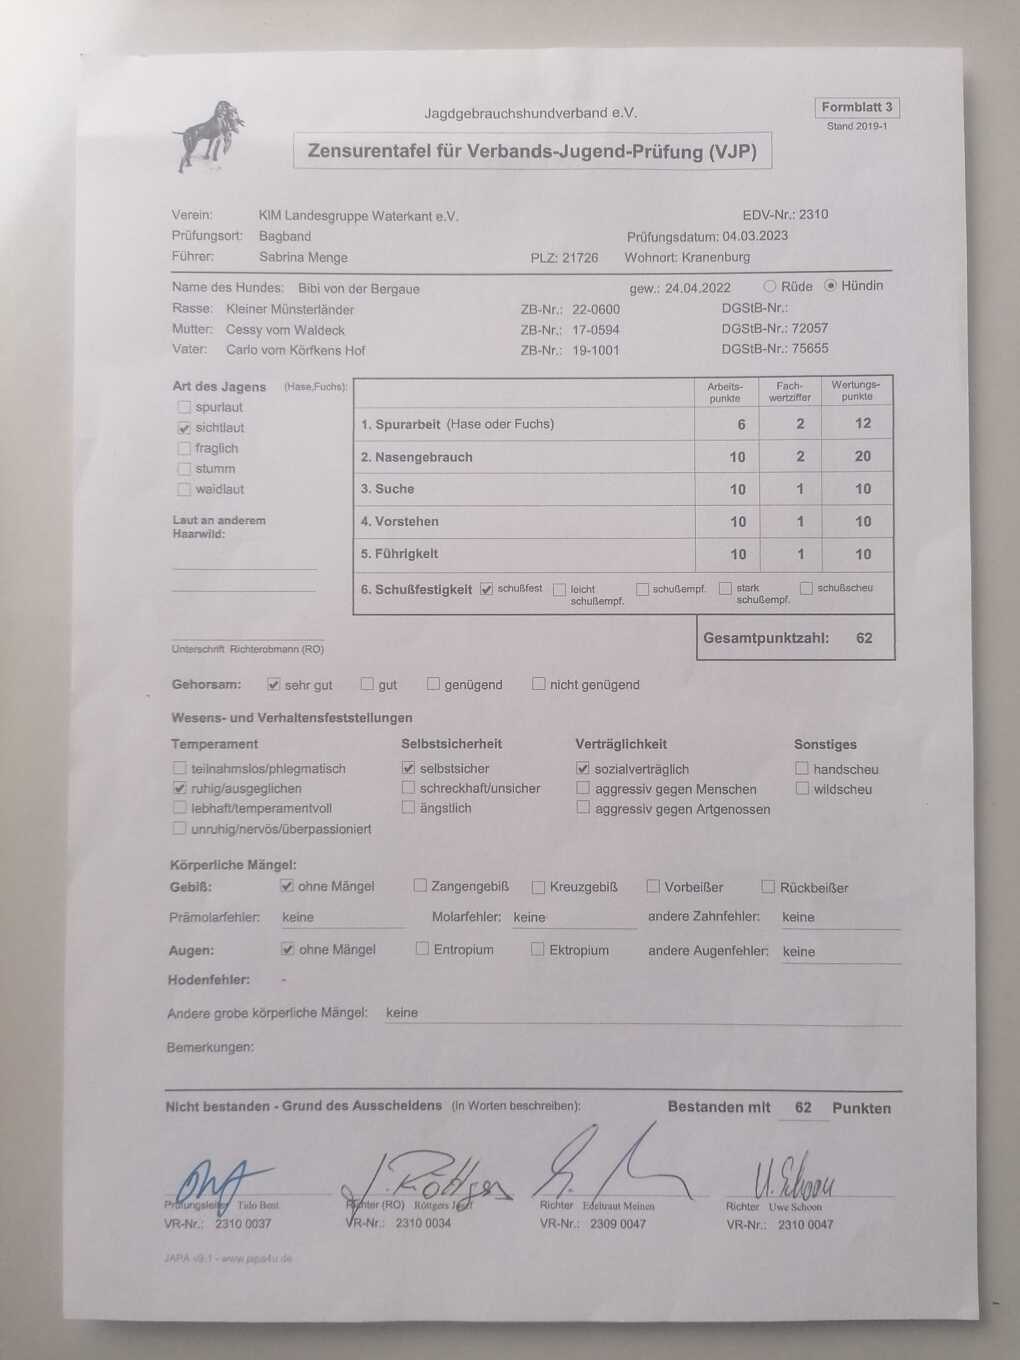 Jagdgebrauchshundverband e.V.
Formblatt 3
Stand 2019-1
Zensurentafel für Verbands-Jugend-Prüfung (VJP)
Verein: KlM Landesgruppe Waterkant e.V. EDV-Nr.: 2310
Prüfungsort: Bagband Prüfungsdatum: 04.03.2023
Führer: Sabrina Menge PLZ: 21726 Wohnort: Kranenburg
Name des Hundes: Bibi von der Bergaue gew.: 24.04.2022 Rüde Hündin
Rasse: Kleiner Münsterländer ZB-Nr.: 22-0600 DGStB-Nr.:
Mutter: Cessy vom Waldeck ZB-Nr.: 17-0594 DGStB-Nr.: 72057
Vater: Carlo vom Körfkens Hof ZB-Nr.: 19-1001 DGStB-Nr.: 75655
Art des Jagens (Hase,Fuchs):
spurlaut
sichtlaut
fraglich
stumm
waidlaut
Laut an anderem
Haarwild:
Unterschrift Richterobmann (RO)
Arbeits-punkte Fach-wertziffer Wertungs-punkte
1. Spurarbeit (Hase oder Fuchs) 6 2 12
2. Nasengebrauch 10 2 20
3. Suche 10 1 10
4. Vorstehen 10 1 10
5. Führigkeit 10 1 10
6. Schußfestigkeit schußfest leicht schußempf. schußempf. stark schußempf. schußscheu
Gesamtpunktzahl: 62
Gehorsam: sehr gut gut genügend nicht genügend
Wesens- und Verhaltensfeststellungen
Temperament Selbstsicherheit Verträglichkeit Sonstiges
teilnahmslos/phlegmatisch selbstsicher sozialverträglich handscheu
ruhig/ausgeglichen schreckhaft/unsicher aggressiv gegen Menschen wildscheu
lebhaft/temperamentvoll ängstlich aggressiv gegen Artgenossen
unruhig/nervös/überpassioniert
Körperliche Mängel:
Gebiß: ohne Mängel Zangengebiß Kreuzgebiß Vorbeißer Rückbeißer
Prämolarfehler: keine Molarfehler: keine andere Zahnfehler: keine
Augen: ohne Mängel Entropium Ektropium andere Augenfehler: keine
Hodenfehler: -
Andere grobe körperliche Mängel: keine
Bemerkungen:
Nicht bestanden - Grund des Ausscheidens (in Worten beschreiben): Bestanden mit 62 Punkten
J. Röttgers U. Schoon
Prüfungsleiter Tido Bent Richter (RO) Röttgers Josef Richter Edeltraut Meinen Richter Uwe Schoon
VR-Nr.: 2310 0037 VR-Nr.: 2310 0034 VR-Nr.: 2309 0047 VR-Nr.: 2310 0047
JAPA v9.1 - www.japa4u.de